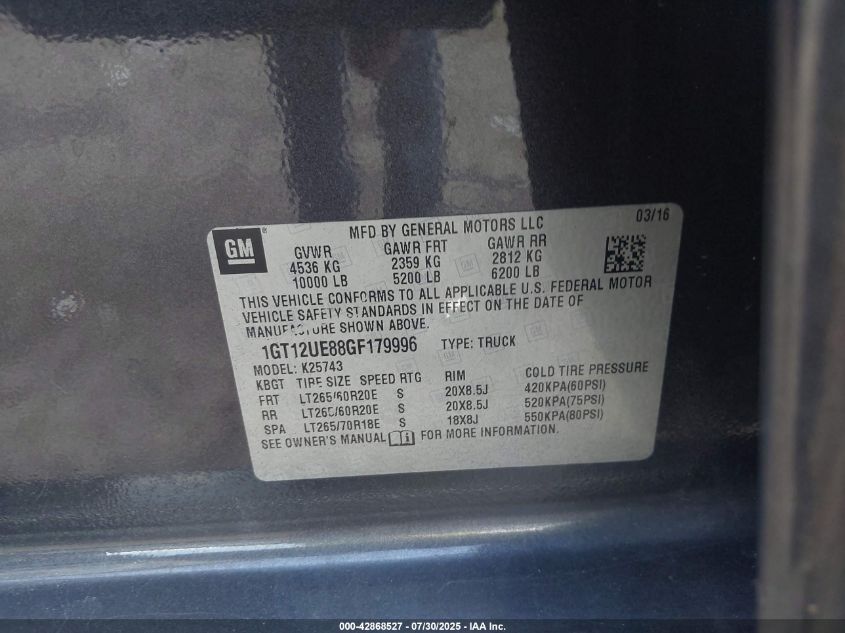 GM ®
MFD BY GENERAL MOTORS LLC 03/16
GVWR GAWR FRT GAWR RR
4536 KG 2359 KG 2812 KG
10000 LB 5200 LB 6200 LB
THIS VEHICLE CONFORMS TO ALL APPLICABLE U.S. FEDERAL MOTOR
VEHICLE SAFETY STANDARDS IN EFFECT ON THE DATE OF
MANUFACTURE SHOWN ABOVE.
1GT12UE88GF179996 TYPE: TRUCK
MODEL: K25743
KBGT TIRE SIZE SPEED RTG RIM COLD TIRE PRESSURE
FRT LT265/60R20E S 20X8.5J 420KPA(60PSI)
RR LT265/60R20E S 20X8.5J 520KPA(75PSI)
SPA LT265/70R18E S 18X8J 550KPA(80PSI)
SEE OWNER'S MANUAL FOR MORE INFORMATION.
000-42868527 - 07/30/2025 - IAA Inc.